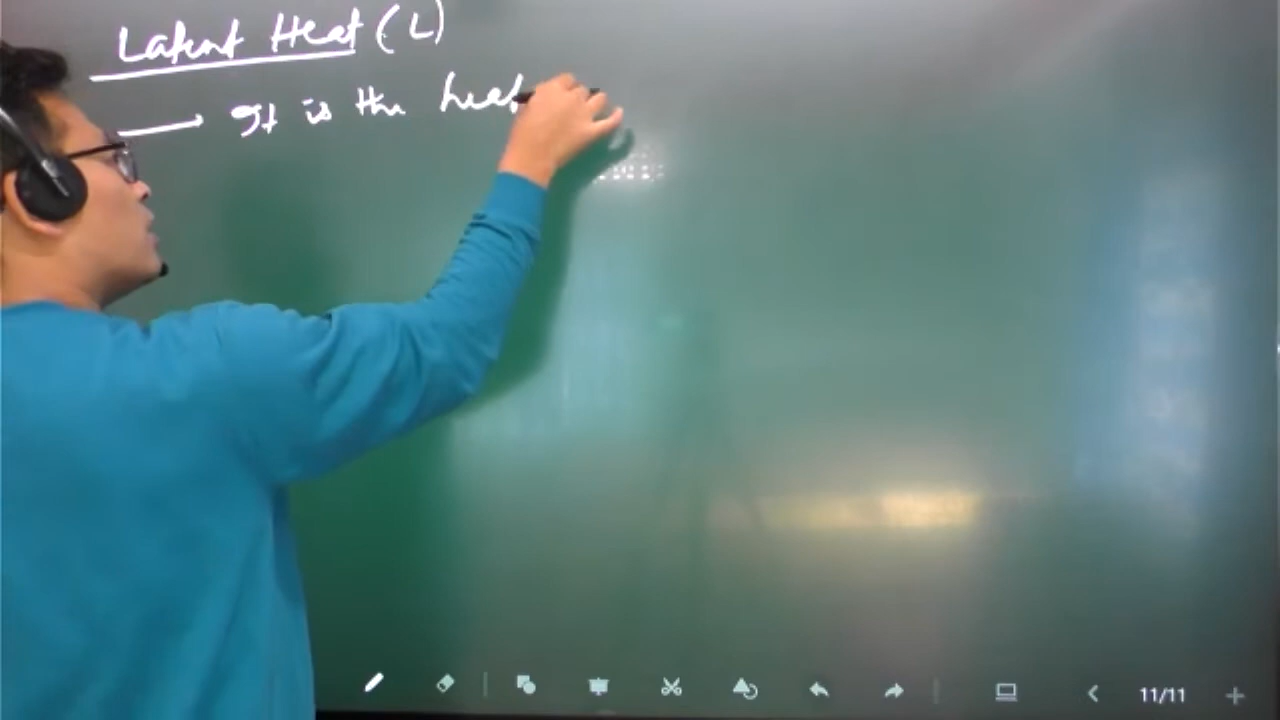 Latent Heat (L)
→ It is the heat
11/11